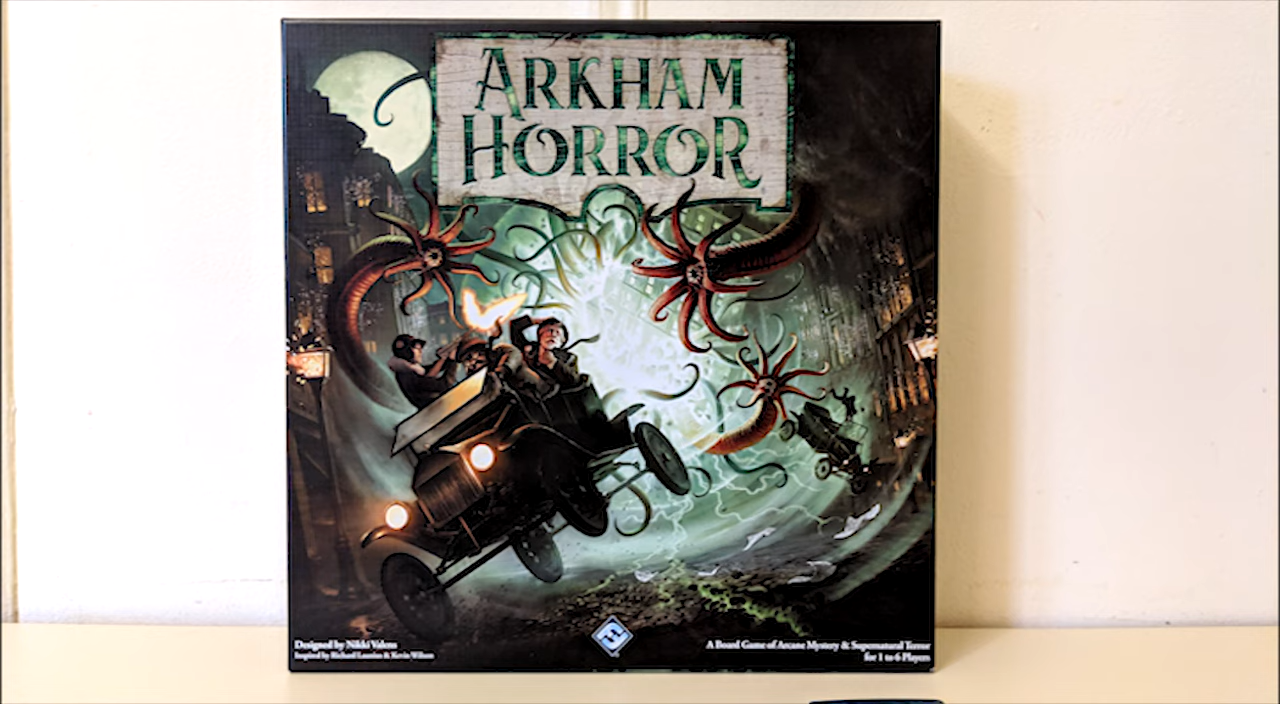 ARKHAM
HORROR
Designed by Nikki Valens
Inspired by Richard Launius & Kevin Wilson
A Board Game of Arcane Mystery & Supernatural Terror
for 1 to 6 Players